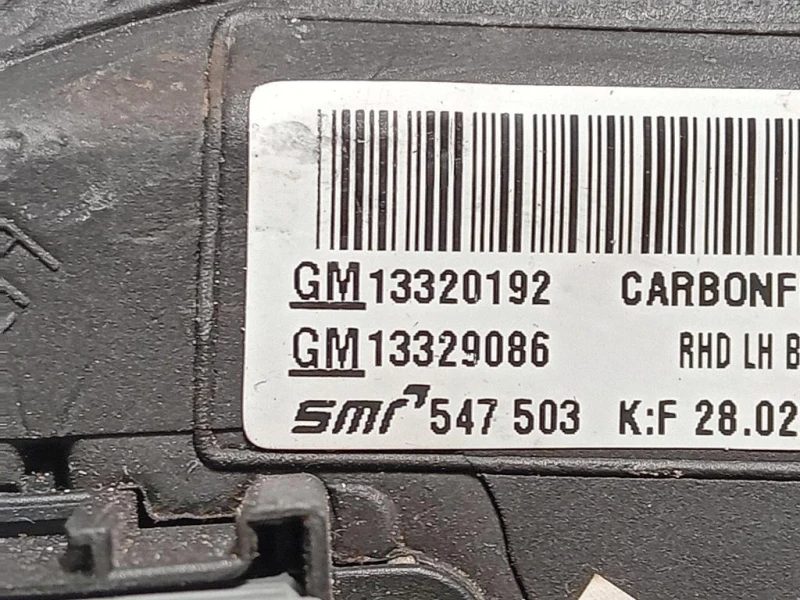 GM 13320192 CARBONF
GM 13329086 RHD LH B
smr 547 503 K:F 28.02